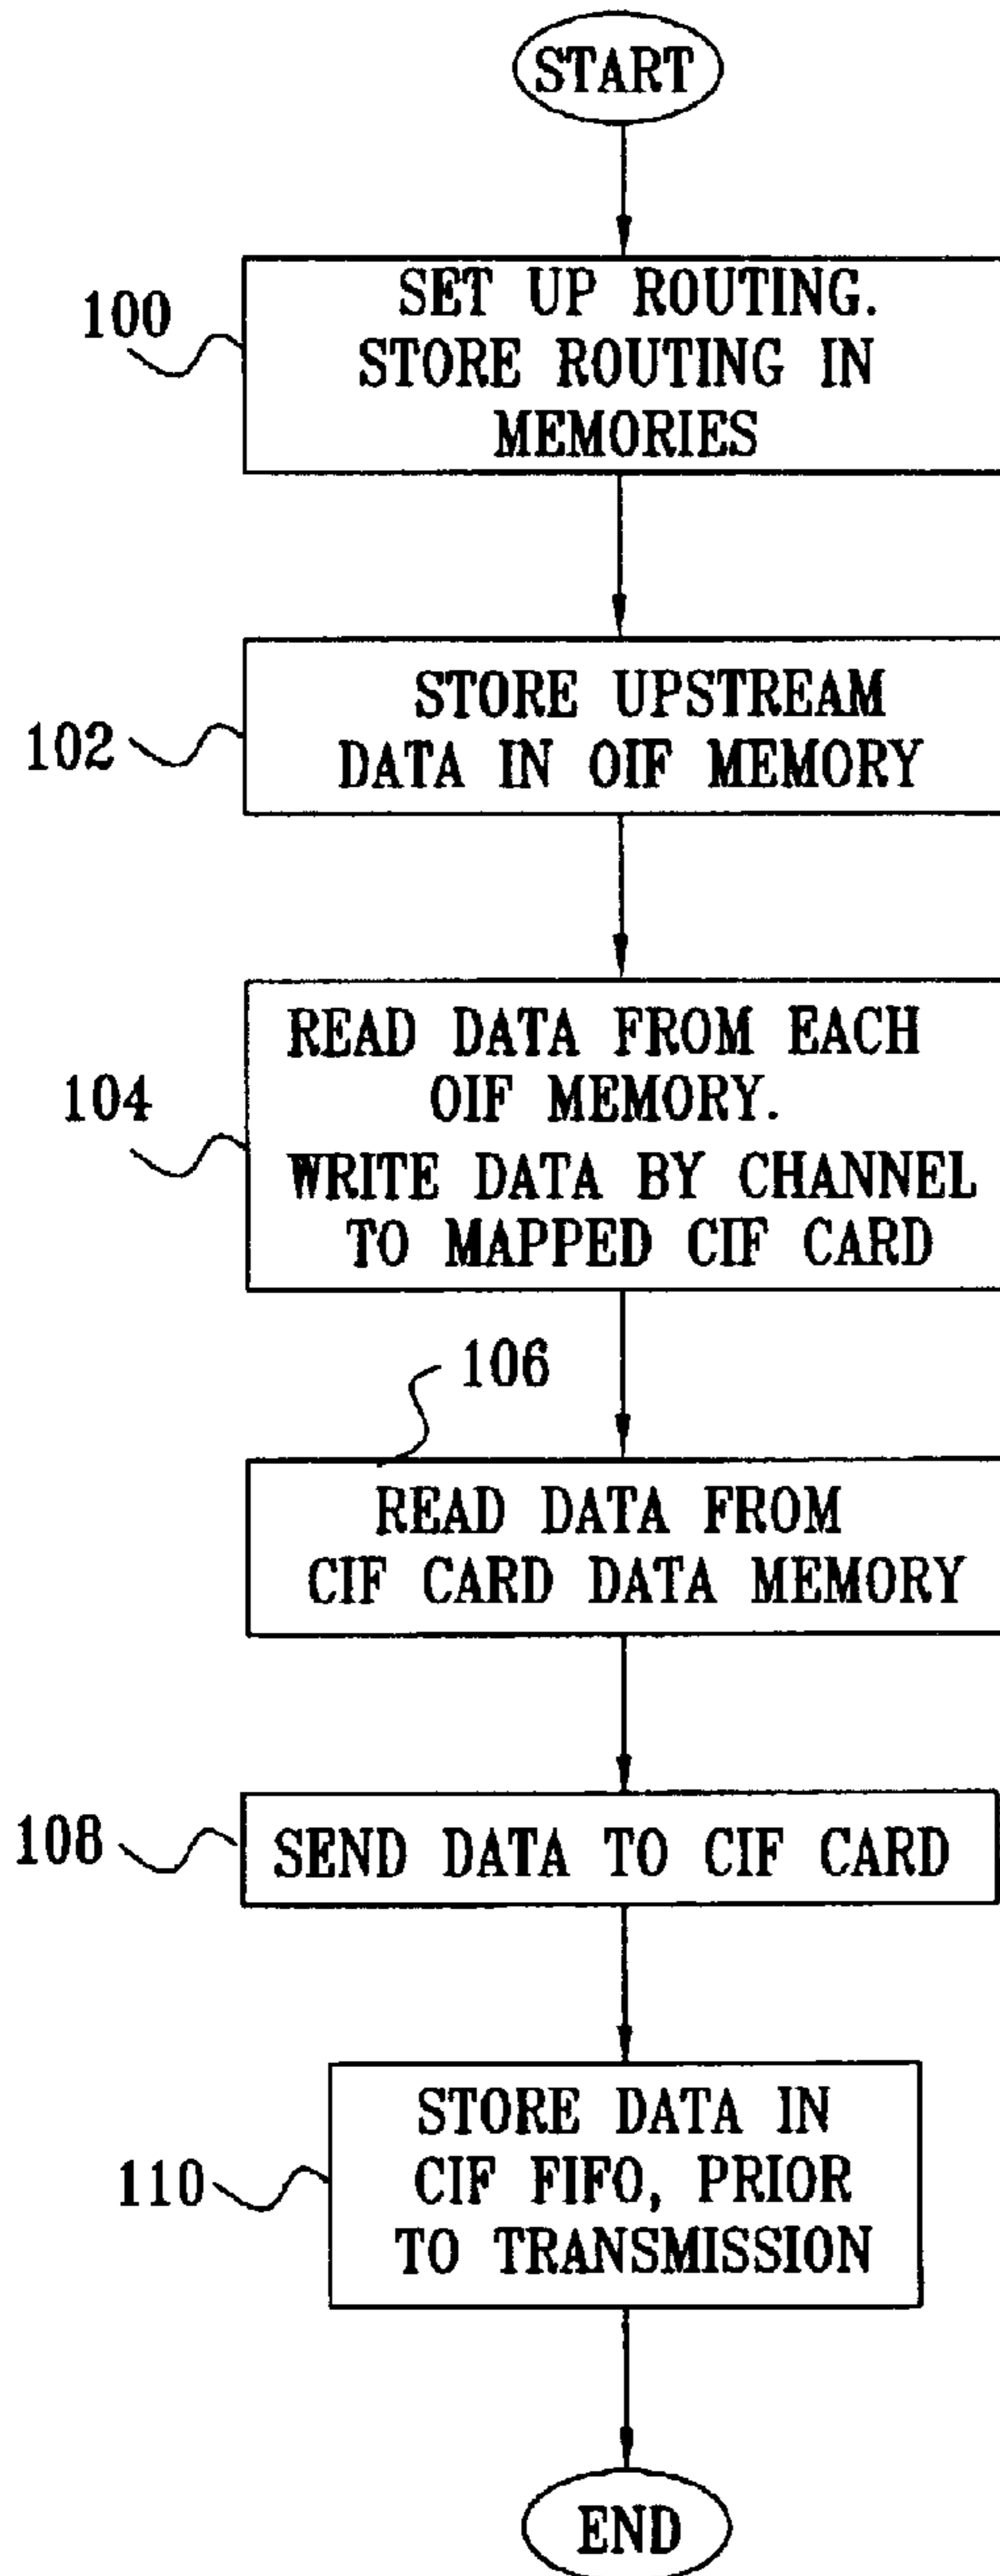 START
100
SET UP ROUTING.
STORE ROUTING IN
MEMORIES
102
STORE UPSTREAM
DATA IN OIF MEMORY
104
READ DATA FROM EACH
OIF MEMORY.
WRITE DATA BY CHANNEL
TO MAPPED CIF CARD
106
READ DATA FROM
CIF CARD DATA MEMORY
108
SEND DATA TO CIF CARD
110
STORE DATA IN
CIF FIFO, PRIOR
TO TRANSMISSION
END